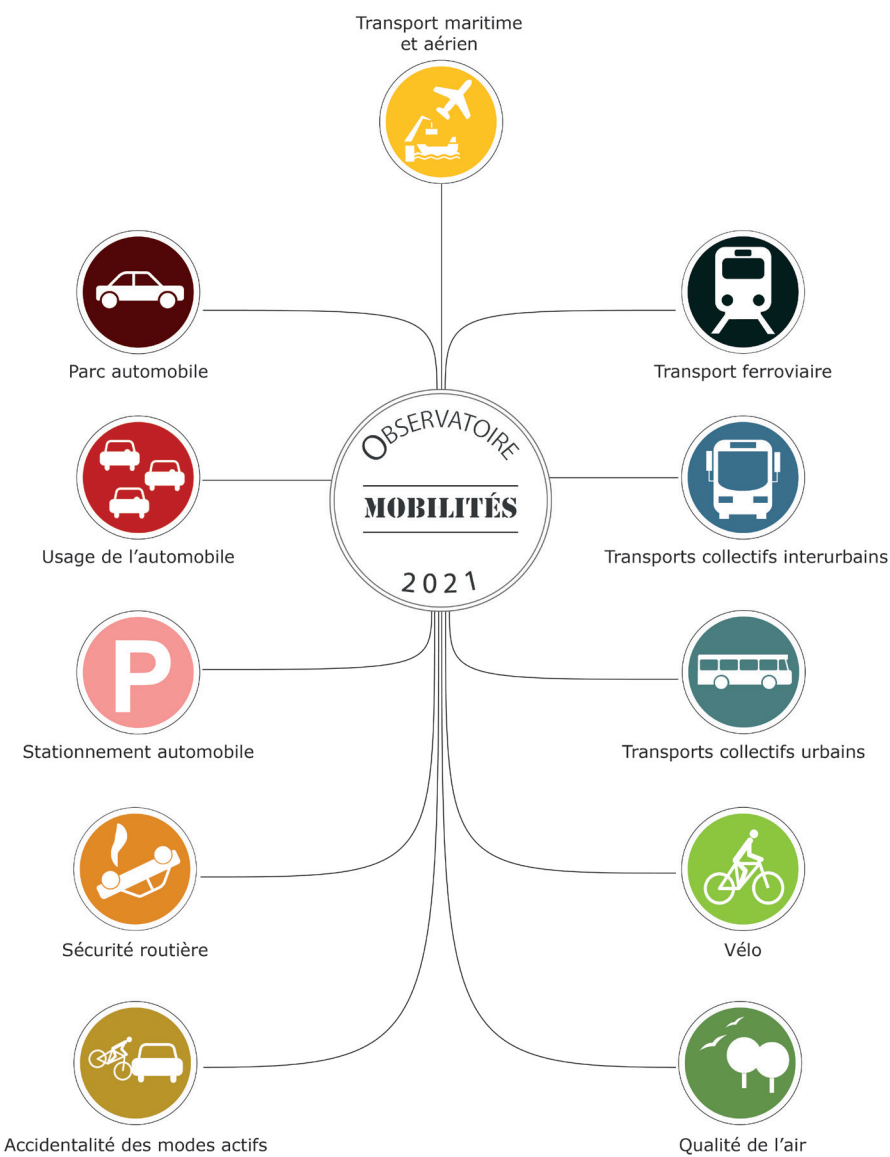 Transport maritime
et aérien
Parc automobile
Transport ferroviaire
OBSERVATOIRE
MOBILITÉS
2021
Usage de l’automobile
Transports collectifs interurbains
P
Stationnement automobile
Transports collectifs urbains
Sécurité routière
Vélo
Accidentalité des modes actifs
Qualité de l’air